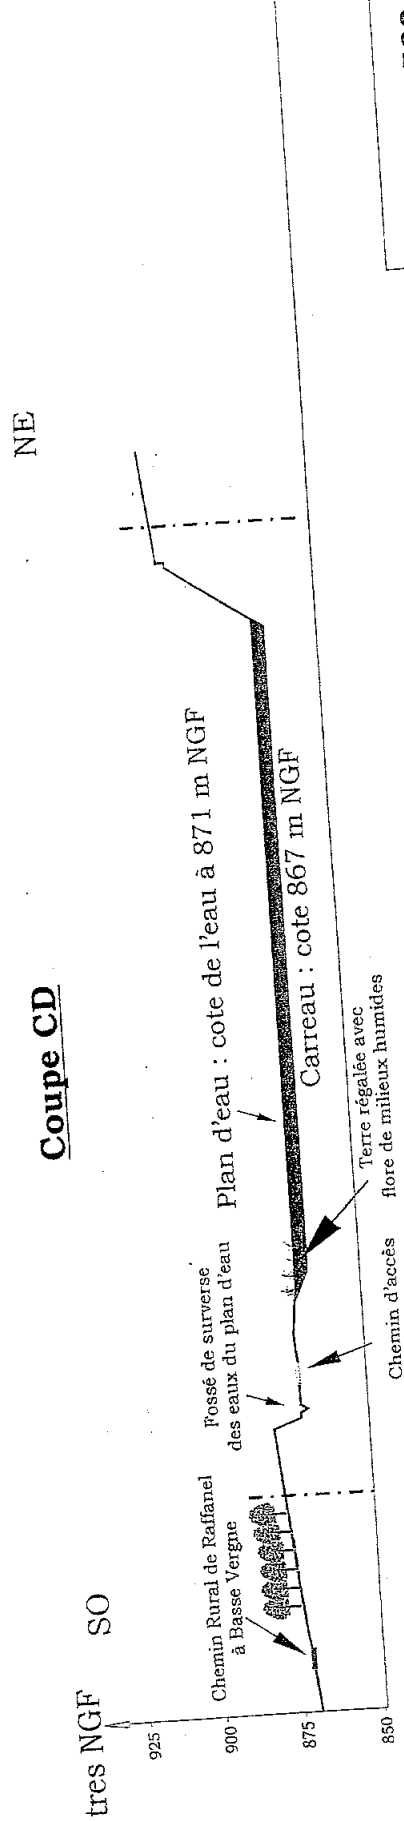 Coupe CD
NE
tres NGF
SO
Plan d'eau : cote de l'eau à 871 m NGF
Carreau : cote 867 m NGF
Fossé de surverse
des eaux du plan d'eau
Chemin Rural de Raffanel
à Basse Vergne
Terre régalée avec
flore de milieux humides
Chemin d'accès
925
900
875
850